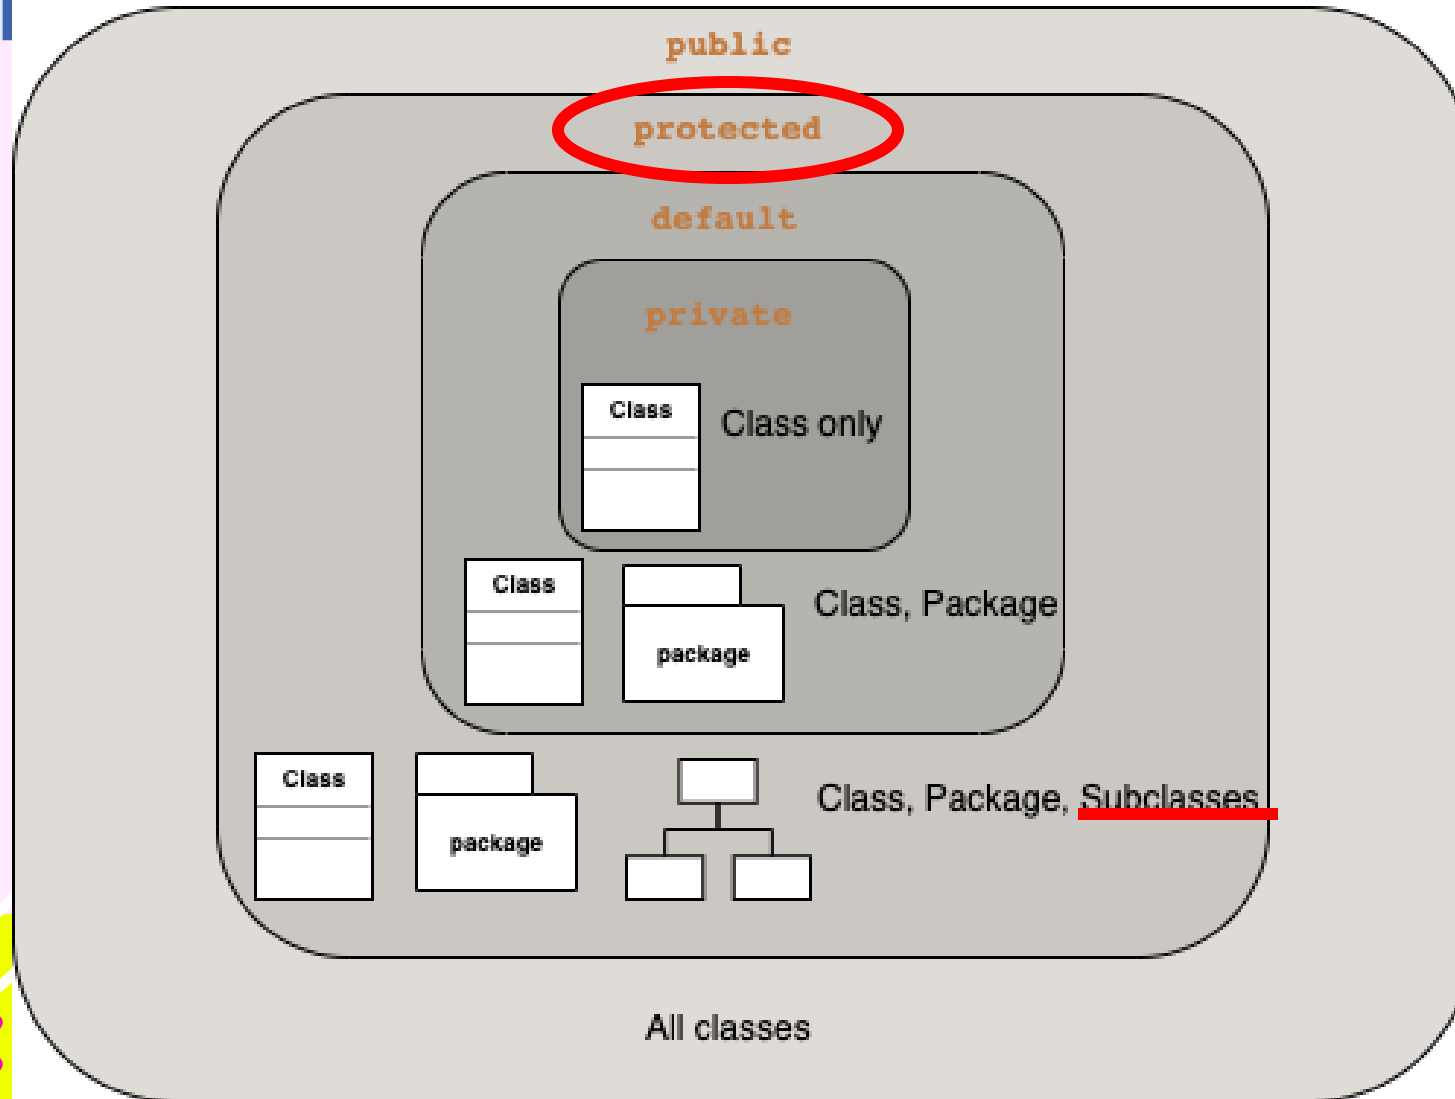 public
protected
default
private
Class
Class only
Class
package
Class, Package
Class
package
Class, Package, Subclasses
All classes